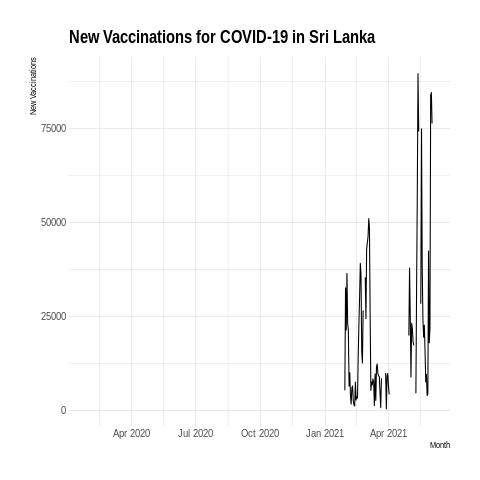 New Vaccinations for COVID-19 in Sri Lanka
New Vaccinations
75000
50000
25000
0
Apr 2020 Jul 2020 Oct 2020 Jan 2021 Apr 2021
Month